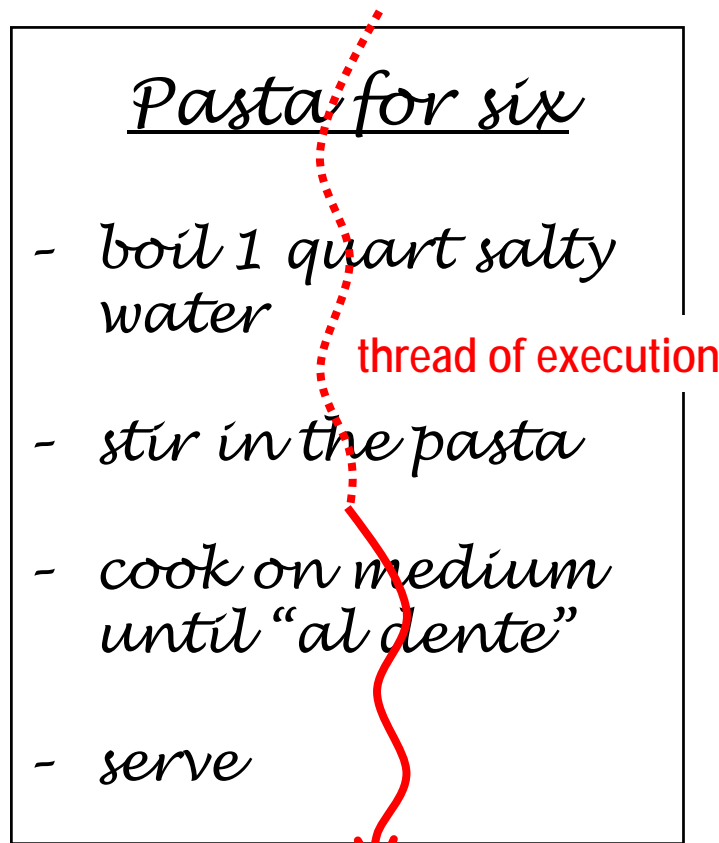 Pasta for six
- boil 1 quart salty
water
thread of execution
- stir in the pasta
- cook on medium
until “al dente”
- serve